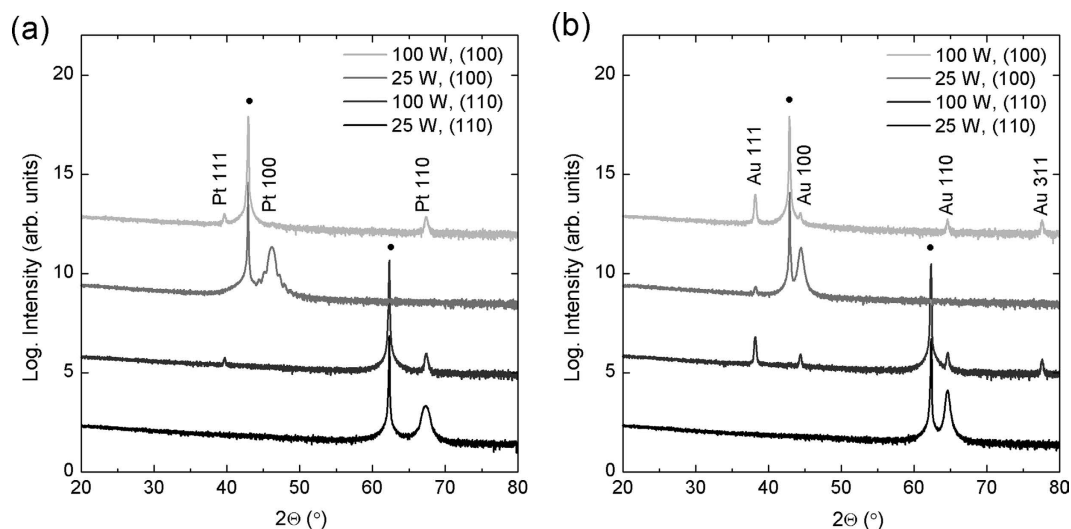 (a)
Log. Intensity (arb. units)
20
15
10
5
0
100 W, (100)
25 W, (100)
100 W, (110)
25 W, (110)
Pt 111
Pt 100
Pt 110
20 30 40 50 60 70 80
2Θ (°)
(b)
Log. Intensity (arb. units)
20
15
10
5
0
100 W, (100)
25 W, (100)
100 W, (110)
25 W, (110)
Au 111
Au 100
Au 110
Au 311
20 30 40 50 60 70 80
2Θ (°)